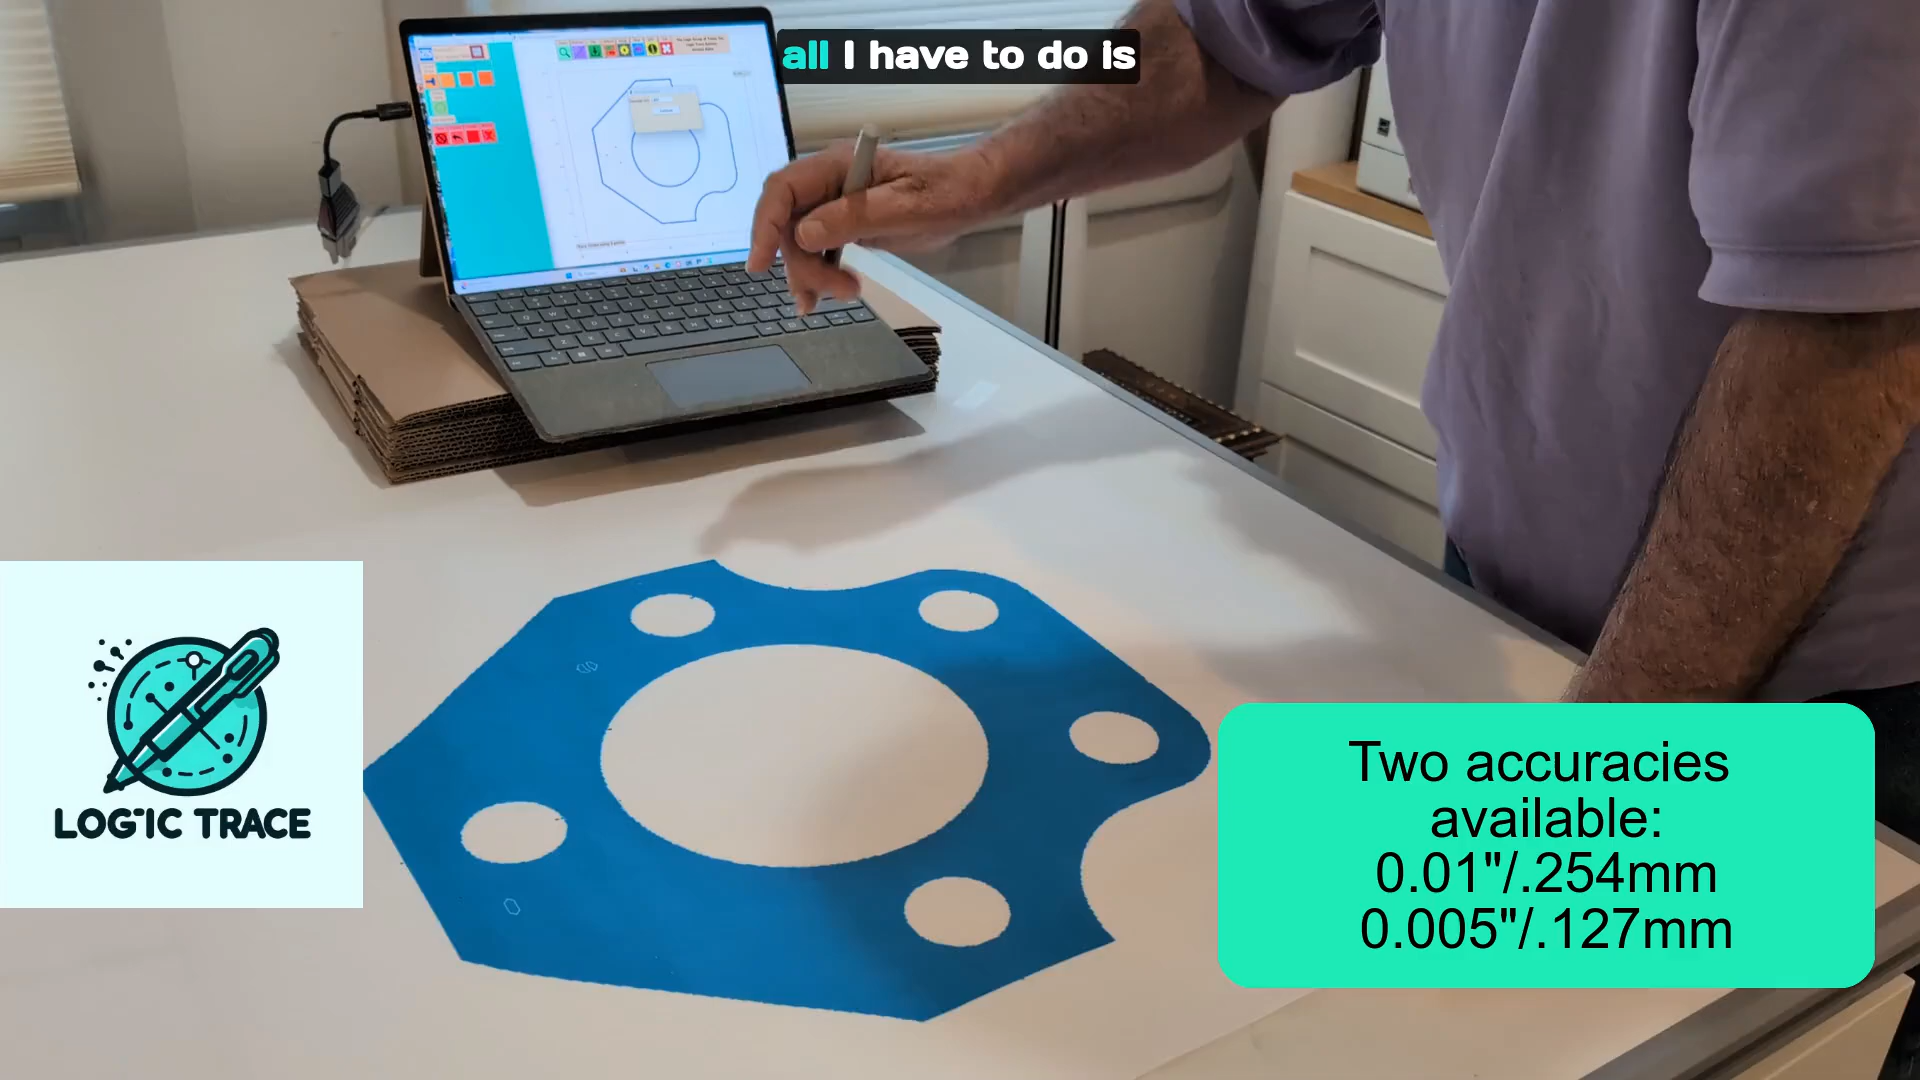 all I have to do is
LOGIC TRACE
Two accuracies
available:
0.01"/.254mm
0.005"/.127mm